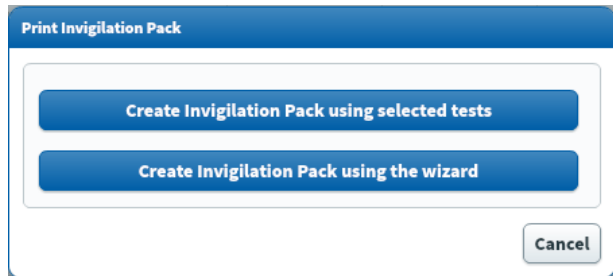 Print Invigilation Pack
Create Invigilation Pack using selected tests
Create Invigilation Pack using the wizard
Cancel